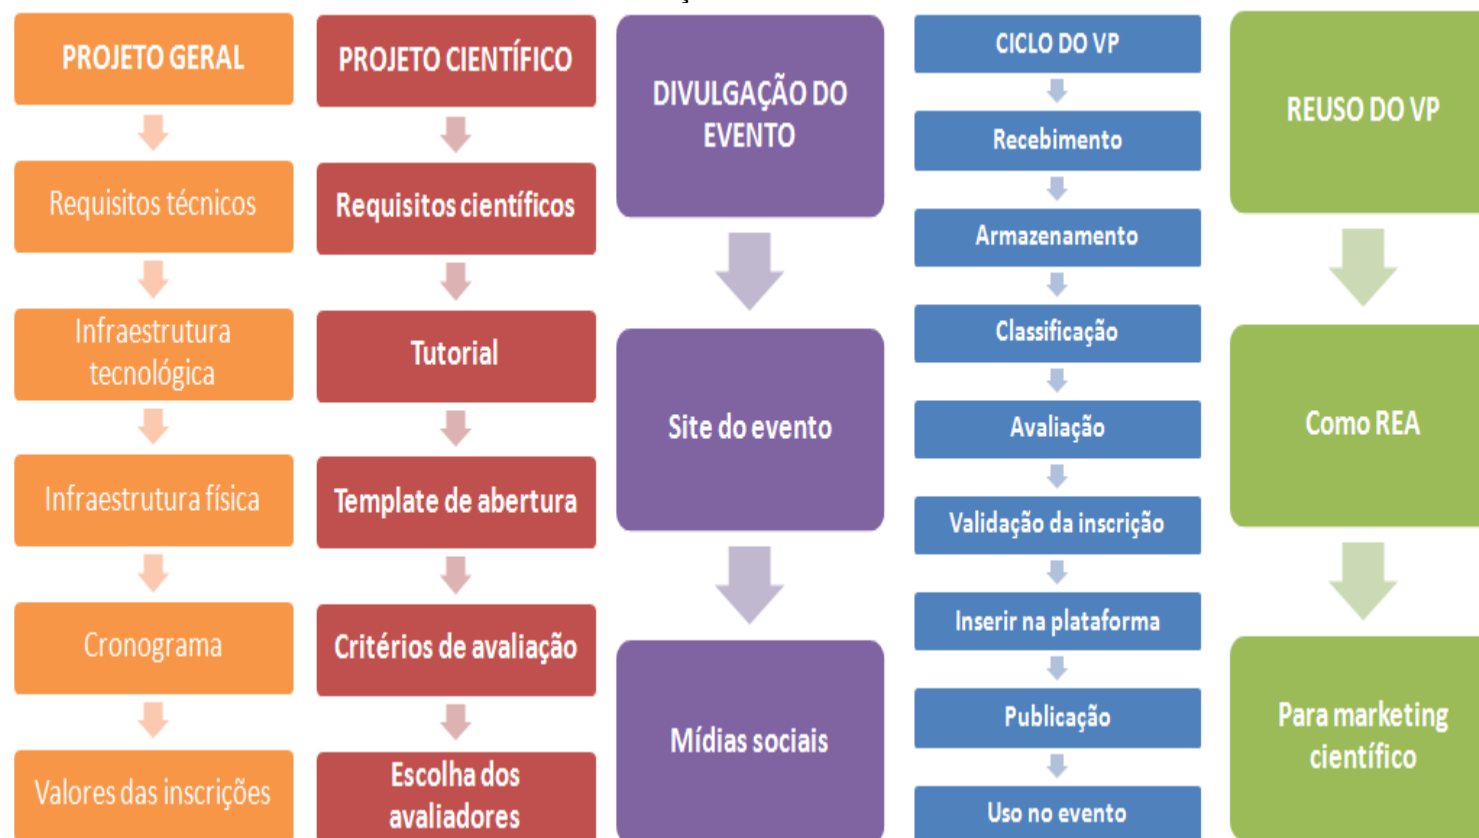 PROJETO GERAL
Requisitos técnicos
Infraestrutura
tecnológica
Infraestrutura física
Cronograma
Valores das inscrições
PROJETO CIENTÍFICO
Requisitos científicos
Tutorial
Template de abertura
Critérios de avaliação
Escolha dos
avaliadores
DIVULGAÇÃO DO
EVENTO
Site do evento
Mídias sociais
CICLO DO VP
Recebimento
Armazenamento
Classificação
Avaliação
Validação da inscrição
Inserir na plataforma
Publicação
Uso no evento
REUSO DO VP
Como REA
Para marketing
científico